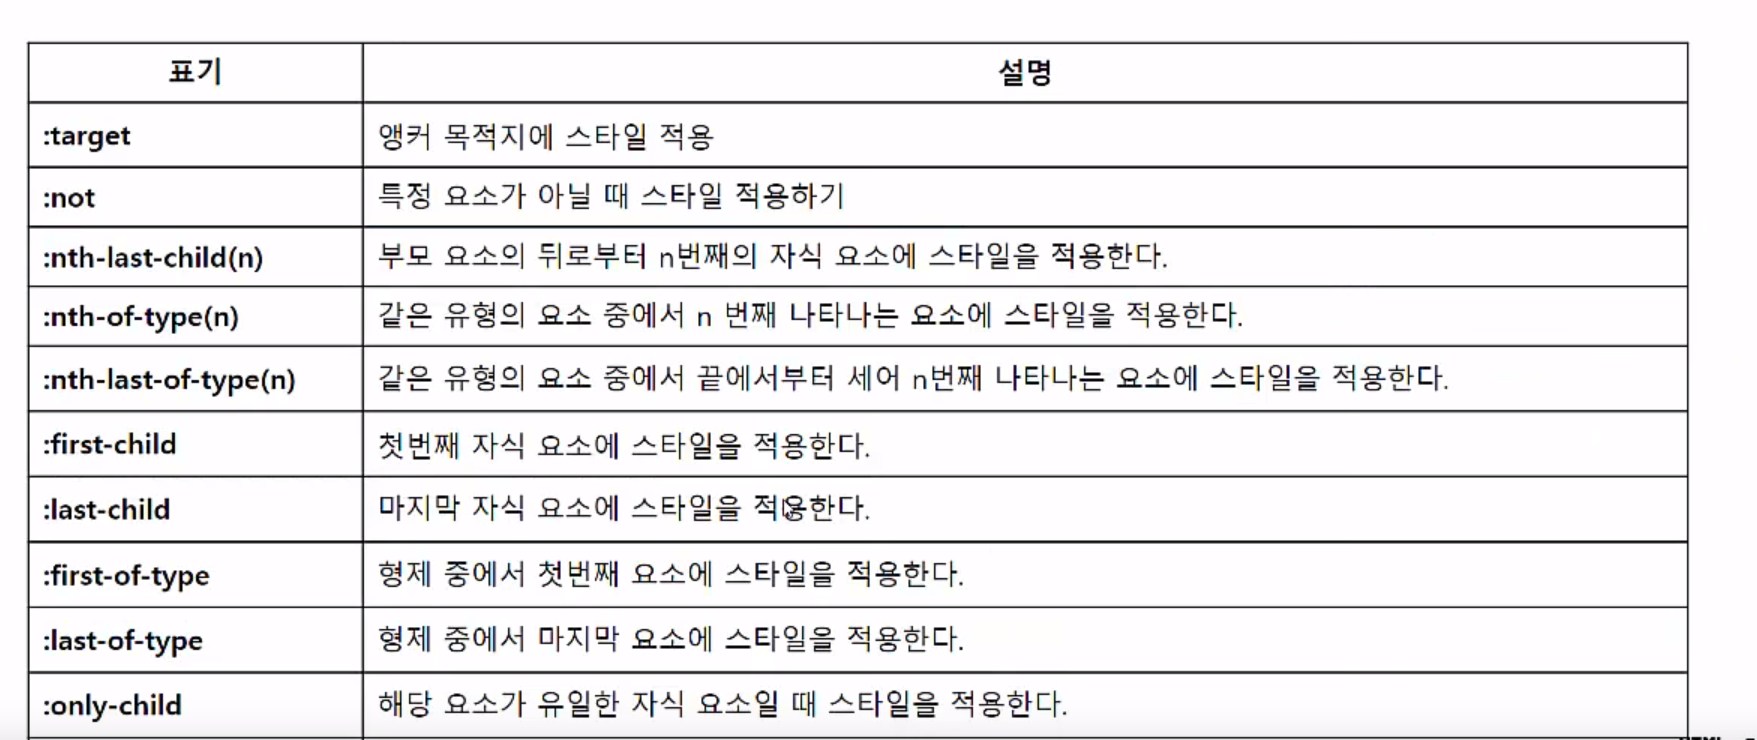 표기 설명
:target 앵커 목적지에 스타일 적용
:not 특정 요소가 아닐 때 스타일 적용하기
:nth-last-child(n) 부모 요소의 뒤로부터 n번째의 자식 요소에 스타일을 적용한다.
:nth-of-type(n) 같은 유형의 요소 중에서 n 번째 나타나는 요소에 스타일을 적용한다.
:nth-last-of-type(n) 같은 유형의 요소 중에서 끝에서부터 세어 n번째 나타나는 요소에 스타일을 적용한다.
:first-child 첫번째 자식 요소에 스타일을 적용한다.
:last-child 마지막 자식 요소에 스타일을 적용한다.
:first-of-type 형제 중에서 첫번째 요소에 스타일을 적용한다.
:last-of-type 형제 중에서 마지막 요소에 스타일을 적용한다.
:only-child 해당 요소가 유일한 자식 요소일 때 스타일을 적용한다.